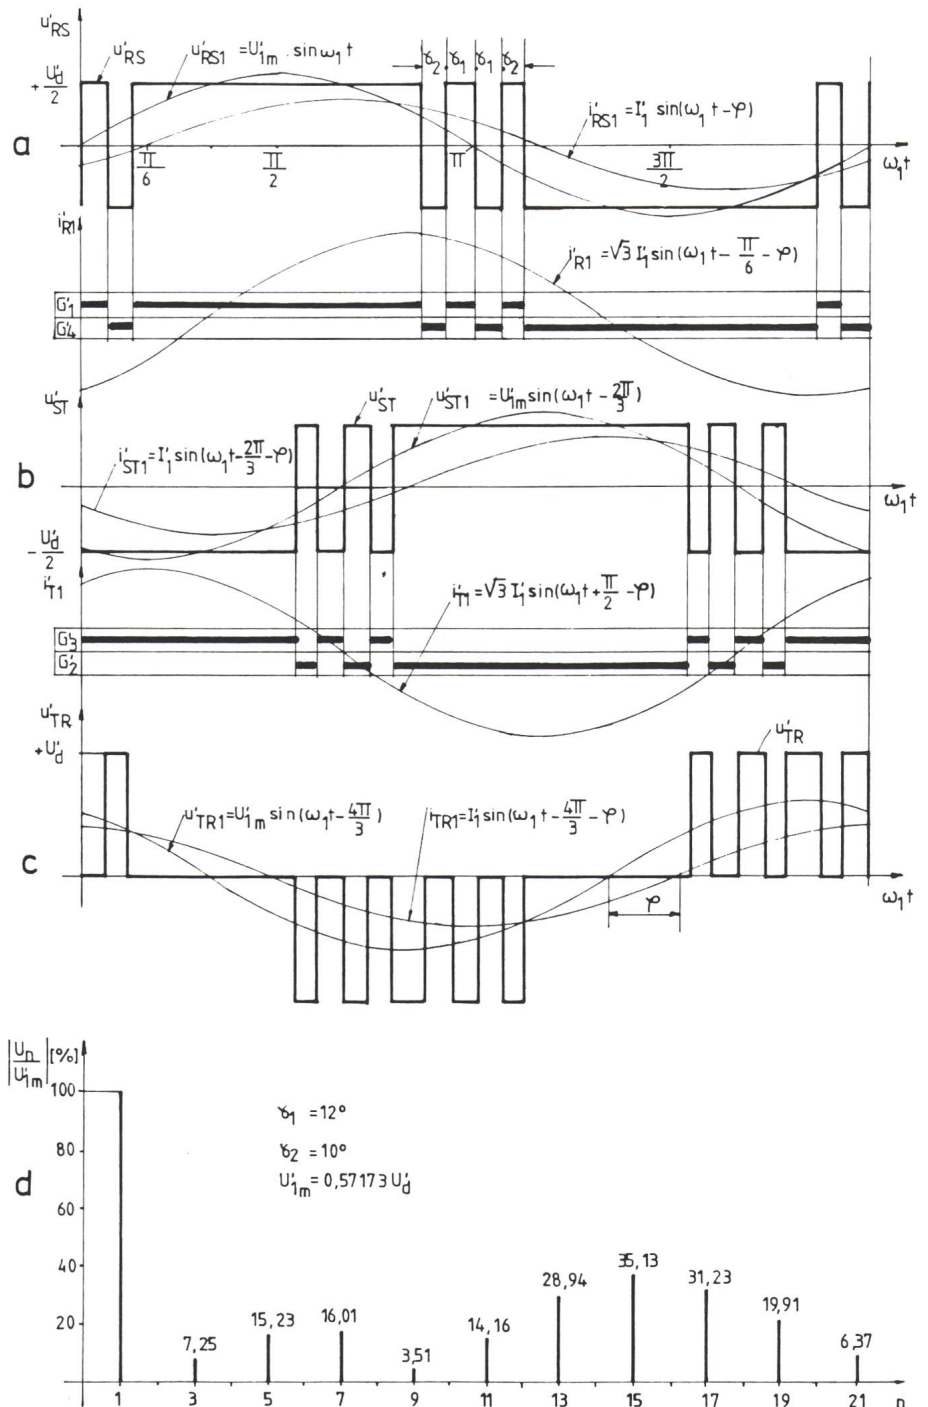 u'RS
u'RS u'RS1 =U'1m . sinω1t
γ2 γ1 γ1 γ2
+ U'd/2
i'RS1=I'1 sin(ω1t-φ)
a
π/6 π/2 π 3π/2 ω1t
i'R1
i'R1 =√3 I'1 sin(ω1t- π/6 - φ)
G'1
G'4
u'ST
u'ST u'ST1 =U'1m sin(ω1t - 2π/3)
i'ST1=I'1 sin(ω1t-2π/3-φ)
b
ω1t
- U'd/2
i'T1
i'T1=√3 I'1 sin(ω1t+π/2 -φ)
G'3
G'2
u'TR
+U'd
u'TR
u'TR1=U'1m sin(ω1t-4π/3) iTR1=I'1 sin(ω1t-4π/3-φ)
c
ω1t
φ
|Un/U'1m| [%]
100
80
60
40
20
γ1 =12°
γ2 =10°
U'1m= 0,57173 U'd
d
7,25 15,23 16,01 3,51 14,16 28,94 35,13 31,23 19,91 6,37
1 3 5 7 9 11 13 15 17 19 21 n